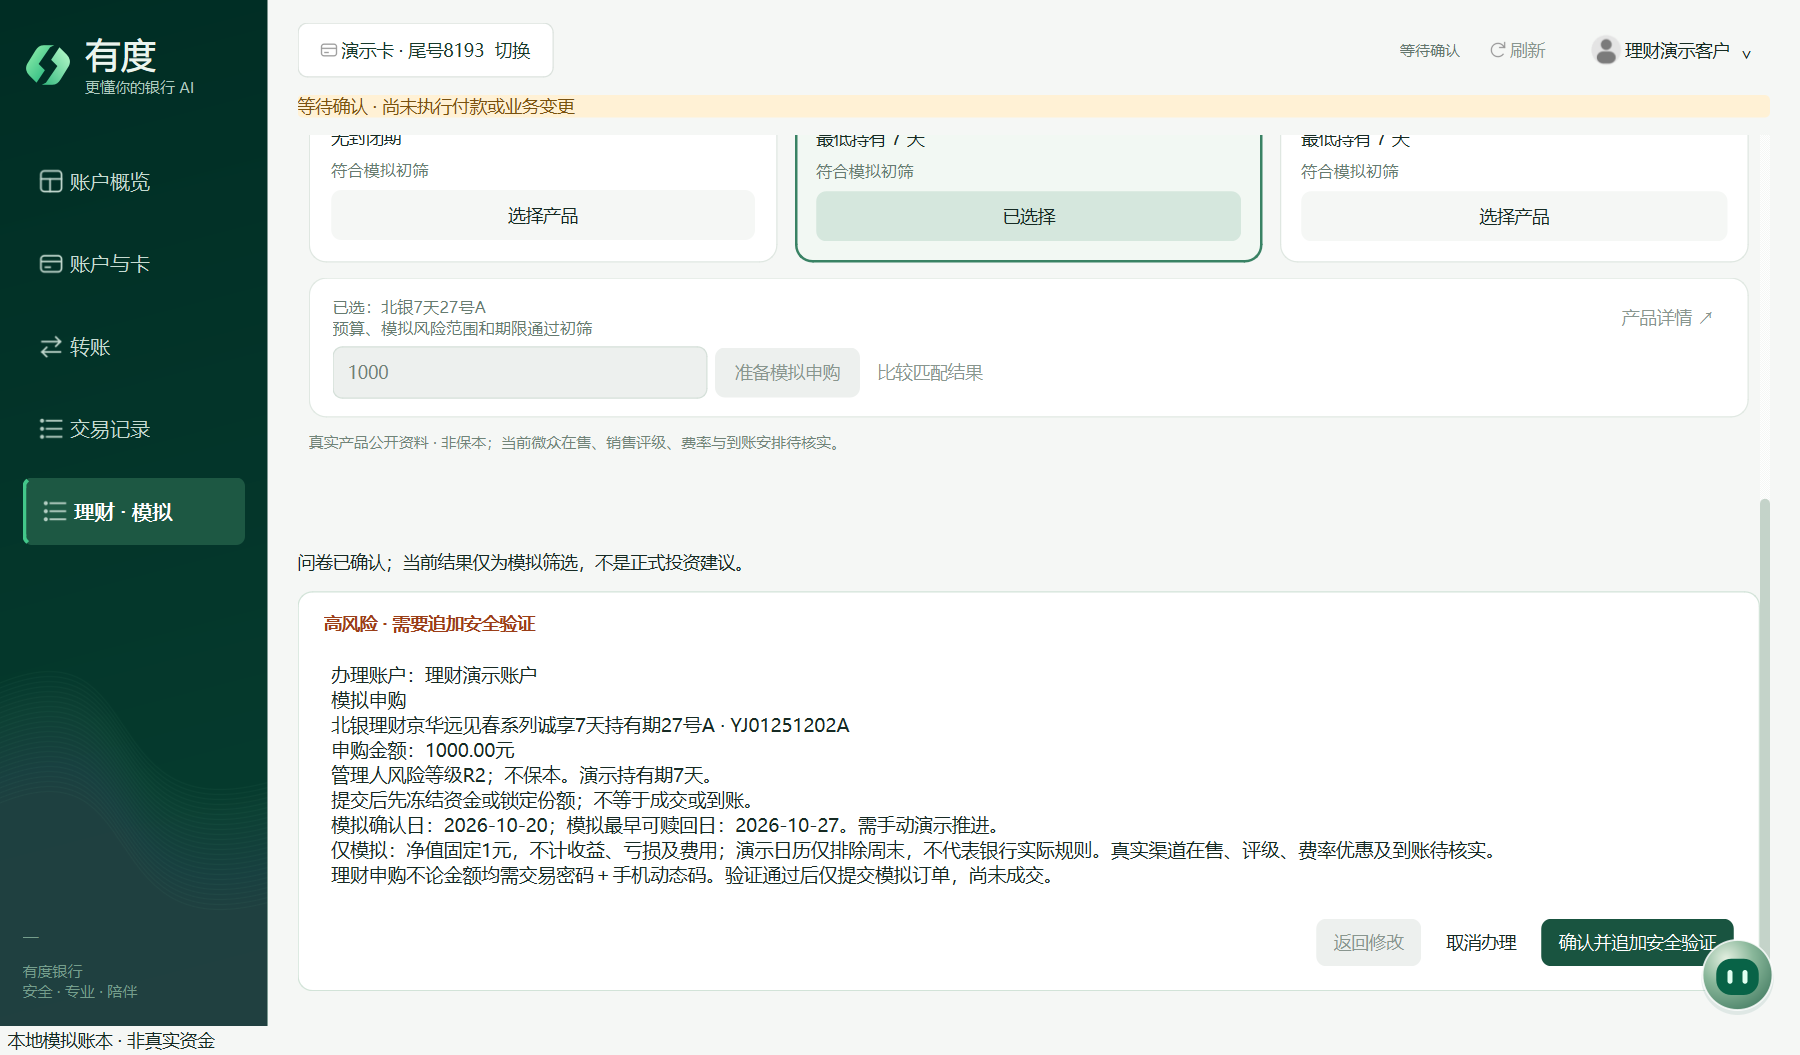 有度
更懂你的银行 AI
账户概览
账户与卡
转账
交易记录
理财 · 模拟
—
有度银行
安全 · 专业 · 陪伴
本地模拟账本 · 非真实资金
演示卡 · 尾号8193 切换
等待确认
刷新
理财演示客户
等待确认 · 尚未执行付款或业务变更
无封闭期
符合模拟初筛
选择产品
最低持有 7 天
符合模拟初筛
已选择
最低持有 7 天
符合模拟初筛
选择产品
已选：北银7天27号A
预算、模拟风险范围和期限通过初筛
产品详情 ↗
1000
准备模拟申购
比较匹配结果
真实产品公开资料 · 非保本；当前微众在售、销售评级、费率与到账安排待核实。
问卷已确认；当前结果仅为模拟筛选，不是正式投资建议。
高风险 · 需要追加安全验证
办理账户：理财演示账户
模拟申购
北银理财京华远见春系列诚享7天持有期27号A · YJ01251202A
申购金额：1000.00元
管理人风险等级R2；不保本。演示持有期7天。
提交后先冻结资金或锁定份额；不等于成交或到账。
模拟确认日：2026-10-20；模拟最早可赎回日：2026-10-27。需手动演示推进。
仅模拟：净值固定1元，不计收益、亏损及费用；演示日历仅排除周末，不代表银行实际规则。真实渠道在售、评级、费率优惠及到账待核实。
理财申购不论金额均需交易密码＋手机动态码。验证通过后仅提交模拟订单，尚未成交。
返回修改
取消办理
确认并追加安全验证